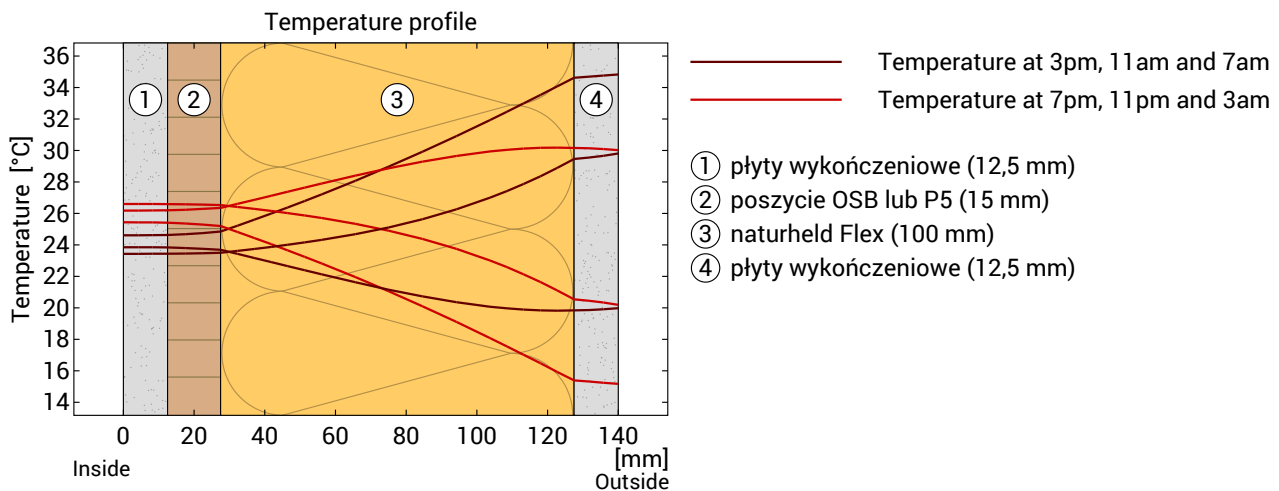 Temperature profile
Temperature [°C]
36
34
32
30
28
26
24
22
20
18
16
14
1
2
3
4
0
20
40
60
80
100
120
140
[mm]
Inside
Outside
Temperature at 3pm, 11am and 7am
Temperature at 7pm, 11pm and 3am
1 płyty wykończeniowe (12,5 mm)
2 poszycie OSB lub P5 (15 mm)
3 naturheld Flex (100 mm)
4 płyty wykończeniowe (12,5 mm)